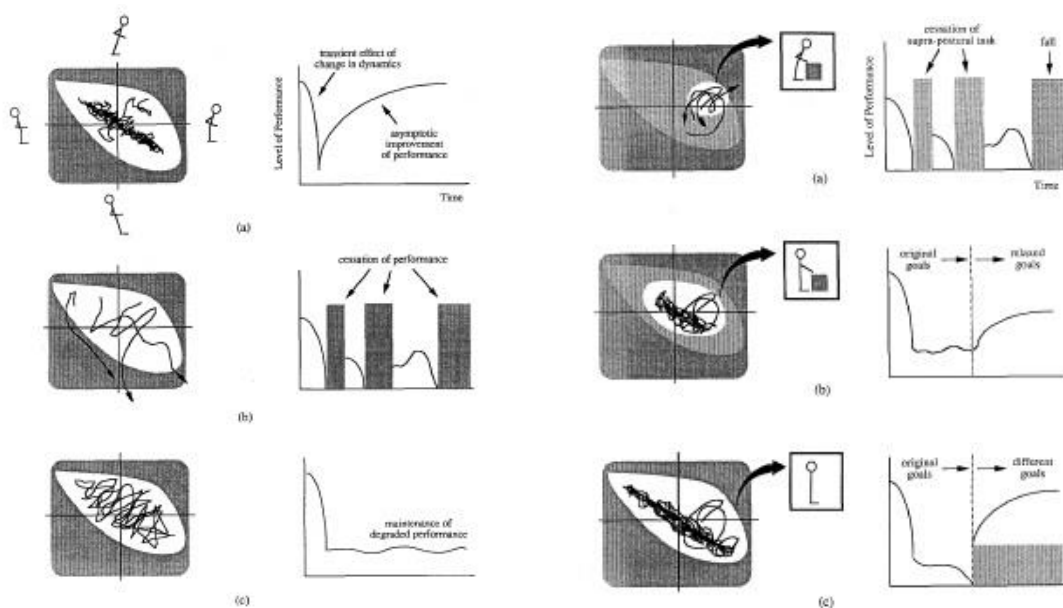 transient effect of
change in dynamics
Level of Performance
asymptotic
improvement
of performance
Time
(a)
cessation of performance
(b)
maintenance of
degraded performance
(c)
cessation of
supra-postural task
fall
Level of Performance
Time
(a)
original
goals
relaxed
goals
(b)
original
goals
different
goals
(c)